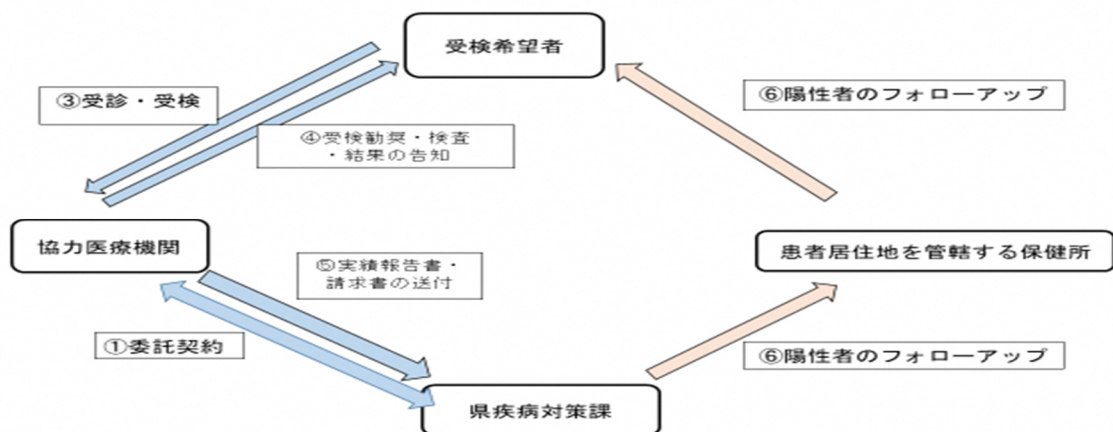 受検希望者
③受診・受検
⑥陽性者のフォローアップ
④受検勧奨・検査
・結果の告知
協力医療機関
⑤実績報告書・
請求書の送付
患者居住地を管轄する保健所
①委託契約
⑥陽性者のフォローアップ
県疾病対策課